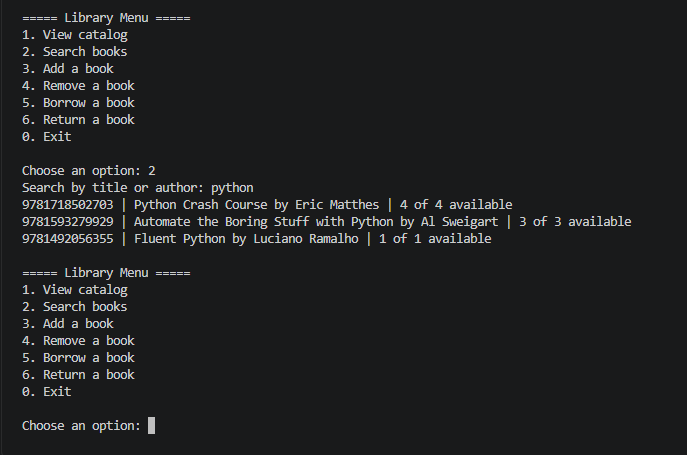 ===== Library Menu =====
1. View catalog
2. Search books
3. Add a book
4. Remove a book
5. Borrow a book
6. Return a book
0. Exit
Choose an option: 2
Search by title or author: python
9781718502703 | Python Crash Course by Eric Matthes | 4 of 4 available
9781593279929 | Automate the Boring Stuff with Python by Al Sweigart | 3 of 3 available
9781492056355 | Fluent Python by Luciano Ramalho | 1 of 1 available
===== Library Menu =====
1. View catalog
2. Search books
3. Add a book
4. Remove a book
5. Borrow a book
6. Return a book
0. Exit
Choose an option: